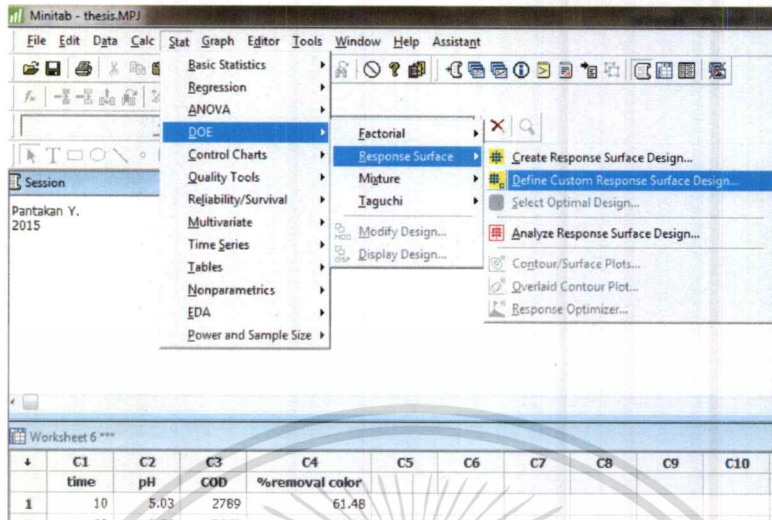 Minitab - thesis.MPJ
File Edit Data Calc Stat Graph Editor Tools Window Help Assistant
Basic Statistics
Regression
ANOVA
DOE
Control Charts
Quality Tools
Reliability/Survival
Multivariate
Time Series
Tables
Nonparametrics
EDA
Power and Sample Size
Factorial
Response Surface
Mixture
Taguchi
Modify Design...
Display Design...
Create Response Surface Design...
Define Custom Response Surface Design...
Select Optimal Design...
Analyze Response Surface Design...
Contour/Surface Plots...
Overlaid Contour Plot...
Response Optimizer...
Session
Pantakan Y.
2015
Worksheet 6 ***
C1 C2 C3 C4 C5 C6 C7 C8 C9 C10
time pH COD %removal color
1 10 5.03 2789 61.48